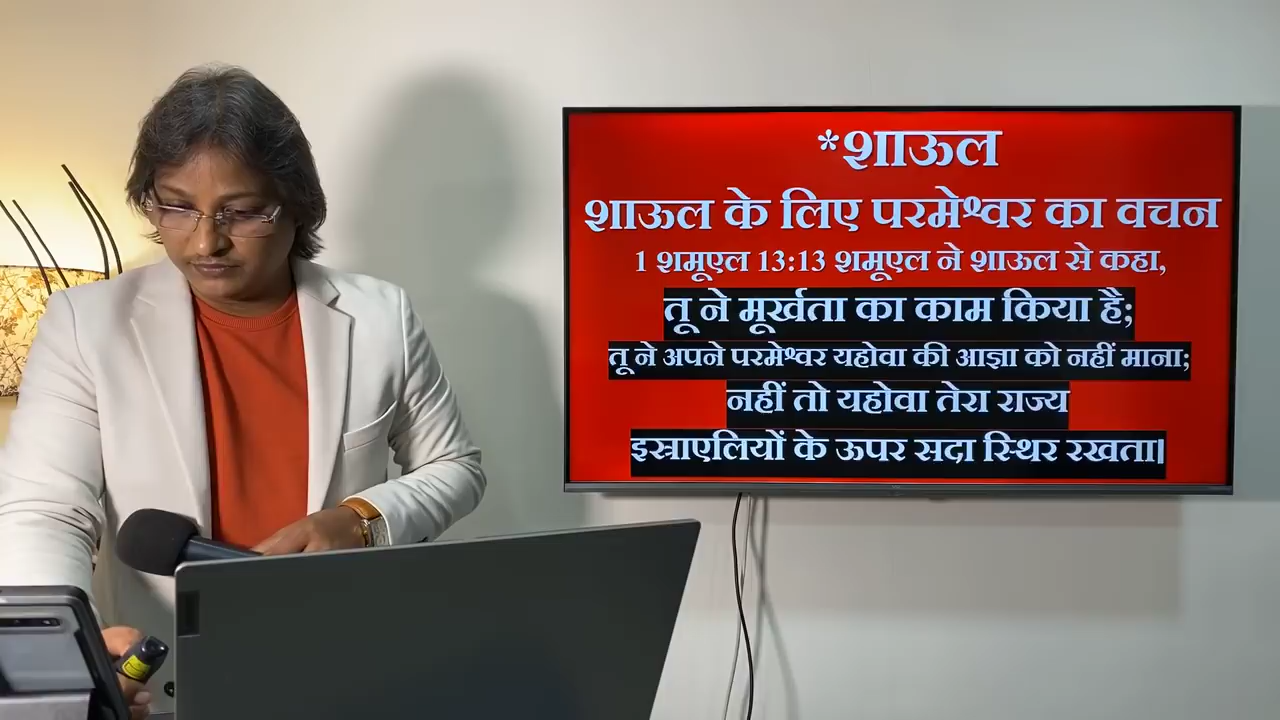 *शाऊल
शाऊल के लिए परमेश्वर का वचन
1 शमूएल 13:13 शमूएल ने शाऊल से कहा,
तू ने मूर्खता का काम किया है;
तू ने अपने परमेश्वर यहोवा की आज्ञा को नहीं माना;
नहीं तो यहोवा तेरा राज्य
इस्राएलियों के ऊपर सदा स्थिर रखता।